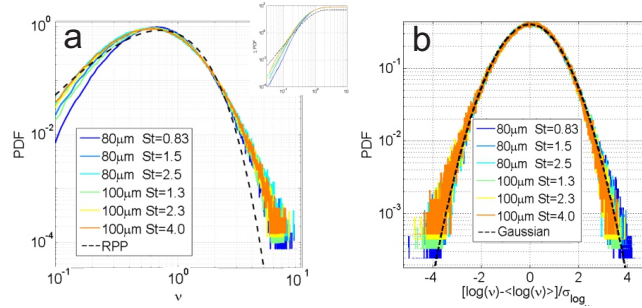 a
PDF
10⁰
10⁻²
10⁻⁴
80μm St=0.83
80μm St=1.5
80μm St=2.5
100μm St=1.3
100μm St=2.3
100μm St=4.0
RPP
10⁻¹
10⁰
10¹
ν
b
PDF
10⁻¹
10⁻²
10⁻³
80μm St=0.83
80μm St=1.5
80μm St=2.5
100μm St=1.3
100μm St=2.3
100μm St=4.0
Gaussian
-4 -2 0 2 4
[log(ν)-<log(ν)>]/σlog